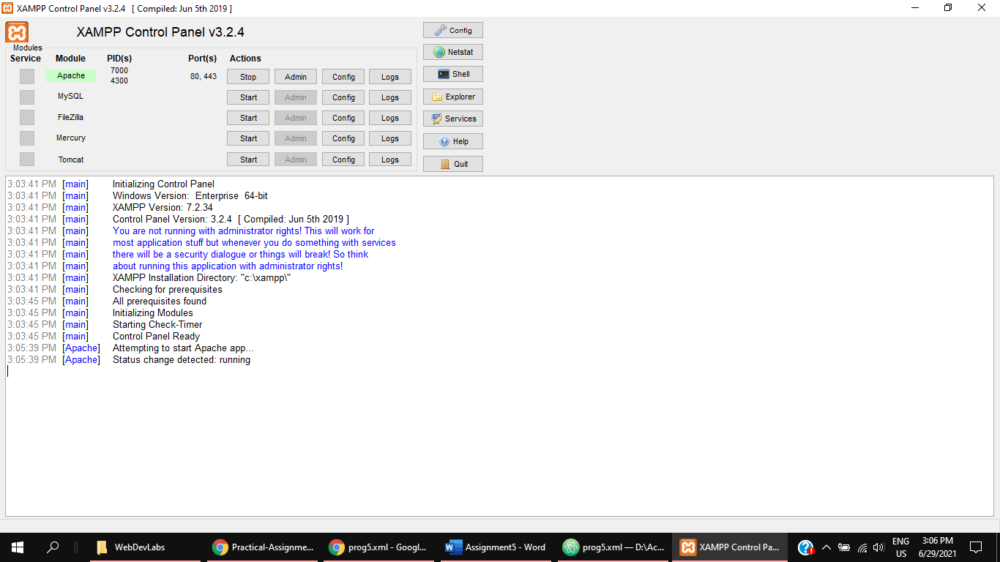 XAMPP Control Panel v3.2.4 [ Compiled: Jun 5th 2019 ]
XAMPP Control Panel v3.2.4
Modules
Service Module PID(s) Port(s) Actions
Apache 7000 4300 80, 443 Stop Admin Config Logs
MySQL Start Admin Config Logs
FileZilla Start Admin Config Logs
Mercury Start Admin Config Logs
Tomcat Start Admin Config Logs
Config
Netstat
Shell
Explorer
Services
Help
Quit
3:03:41 PM [main] Initializing Control Panel
3:03:41 PM [main] Windows Version: Enterprise 64-bit
3:03:41 PM [main] XAMPP Version: 7.2.34
3:03:41 PM [main] Control Panel Version: 3.2.4 [ Compiled: Jun 5th 2019 ]
3:03:41 PM [main] You are not running with administrator rights! This will work for
3:03:41 PM [main] most application stuff but whenever you do something with services
3:03:41 PM [main] there will be a security dialogue or things will break! So think
3:03:41 PM [main] about running this application with administrator rights!
3:03:41 PM [main] XAMPP Installation Directory: "c:\xampp\"
3:03:41 PM [main] Checking for prerequisites
3:03:45 PM [main] All prerequisites found
3:03:45 PM [main] Initializing Modules
3:03:45 PM [main] Starting Check-Timer
3:03:45 PM [main] Control Panel Ready
3:05:39 PM [Apache] Attempting to start Apache app...
3:05:39 PM [Apache] Status change detected: running
WebDevLabs
Practical-Assignme...
prog5.xml - Googl...
Assignment5 - Word
prog5.xml — D:\Ac...
XAMPP Control Pa...
ENG
US
3:06 PM
6/29/2021